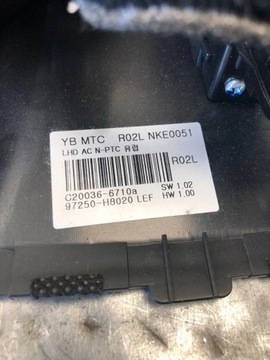 YB MTC R02L NKE0051
LHD AC N-PTC 유럽
R02L
C20036-6710a SW 1.02
97250-H8020 LEF HW 1.00